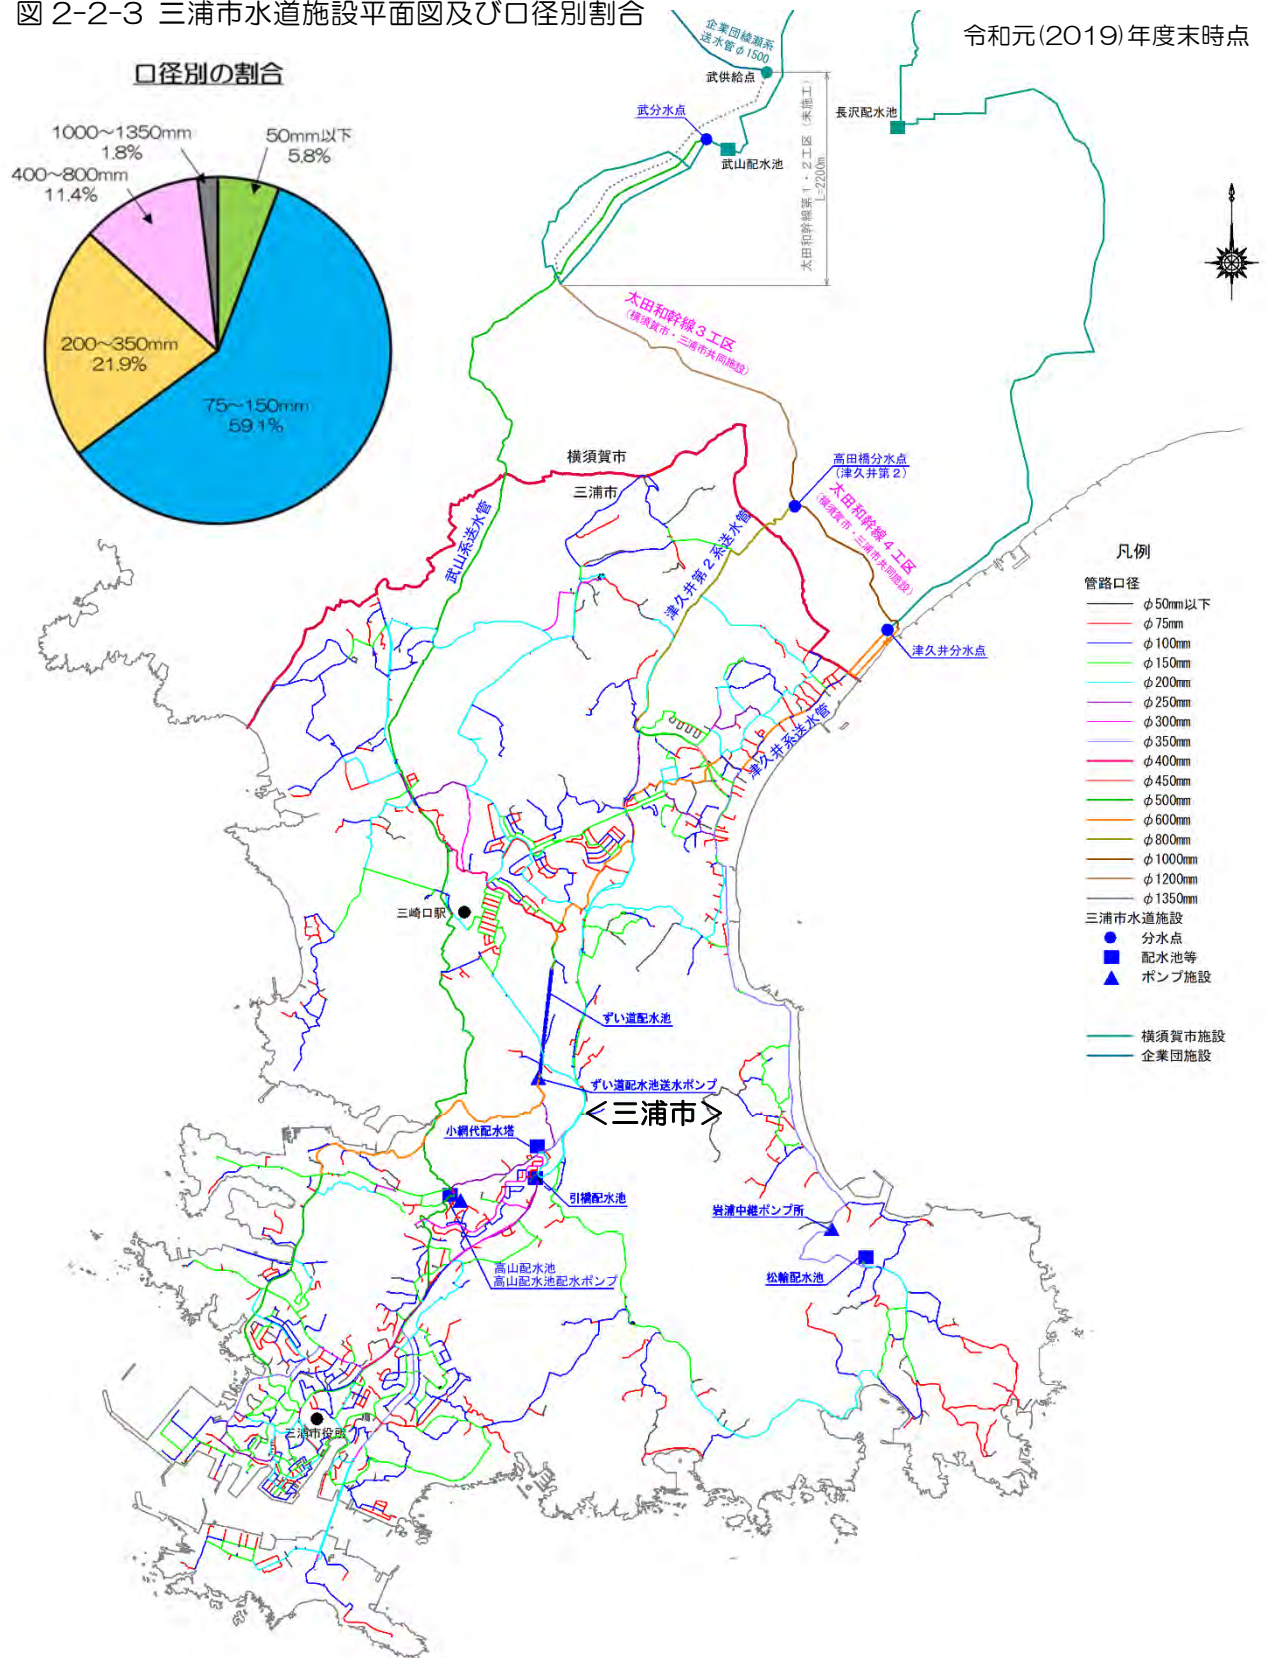 図 2-2-3 三浦市水道施設平面図及び口径別割合
令和元(2019)年度末時点
口径別の割合
1000～1350mm
1.8%
50mm以下
5.8%
400～800mm
11.4%
200～350mm
21.9%
75～150mm
59.1%
企業団綾瀬系
送水管φ1500
武供給点
武分水点
武山配水池
長沢配水池
太田和幹線第1・2工区（未施工）
L=2200m
太田和幹線3工区
(横須賀市・三浦市共同施設)
横須賀市
三浦市
高田橋分水点
(津久井第2)
太田和幹線4工区
(横須賀市・三浦市共同施設)
武山系送水管
津久井第2系送水管
津久井分水点
津久井系送水管
三崎口駅
ずい道配水池
ずい道配水池送水ポンプ
＜三浦市＞
小網代配水塔
引橋配水池
岩浦中継ポンプ所
松輪配水池
高山配水池
高山配水池配水ポンプ
三浦市役所
凡例
管路口径
φ50mm以下
φ75mm
φ100mm
φ150mm
φ200mm
φ250mm
φ300mm
φ350mm
φ400mm
φ450mm
φ500mm
φ600mm
φ800mm
φ1000mm
φ1200mm
φ1350mm
三浦市水道施設
分水点
配水池等
ポンプ施設
横須賀市施設
企業団施設